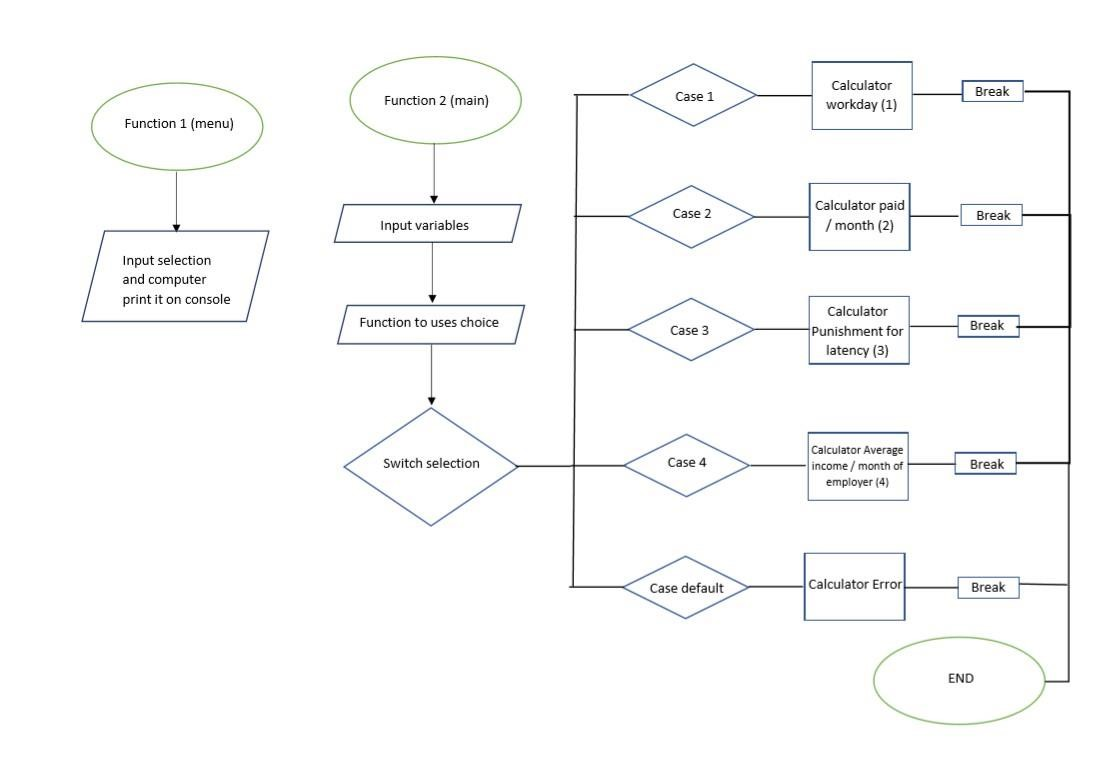 Function 1 (menu)
Input selection
and computer
print it on console
Function 2 (main)
Input variables
Function to uses choice
Switch selection
Case 1
Calculator
workday (1)
Break
Case 2
Calculator paid
/ month (2)
Break
Case 3
Calculator
Punishment for
latency (3)
Break
Case 4
Calculator Average
income / month of
employer (4)
Break
Case default
Calculator Error
Break
END